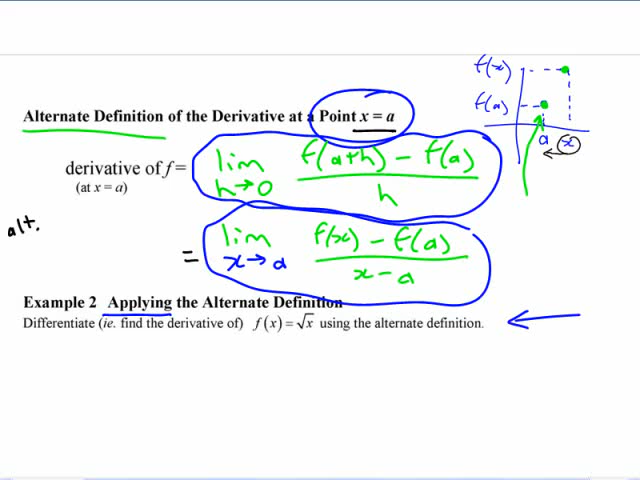 f(x)
f(a)
a x
Alternate Definition of the Derivative at a Point x = a
derivative of f = lim h→0 f(a+h) − f(a) / h
(at x = a)
alt.
= lim x→a f(x) − f(a) / x − a
Example 2 Applying the Alternate Definition
Differentiate (ie. find the derivative of) f(x) = √x using the alternate definition.